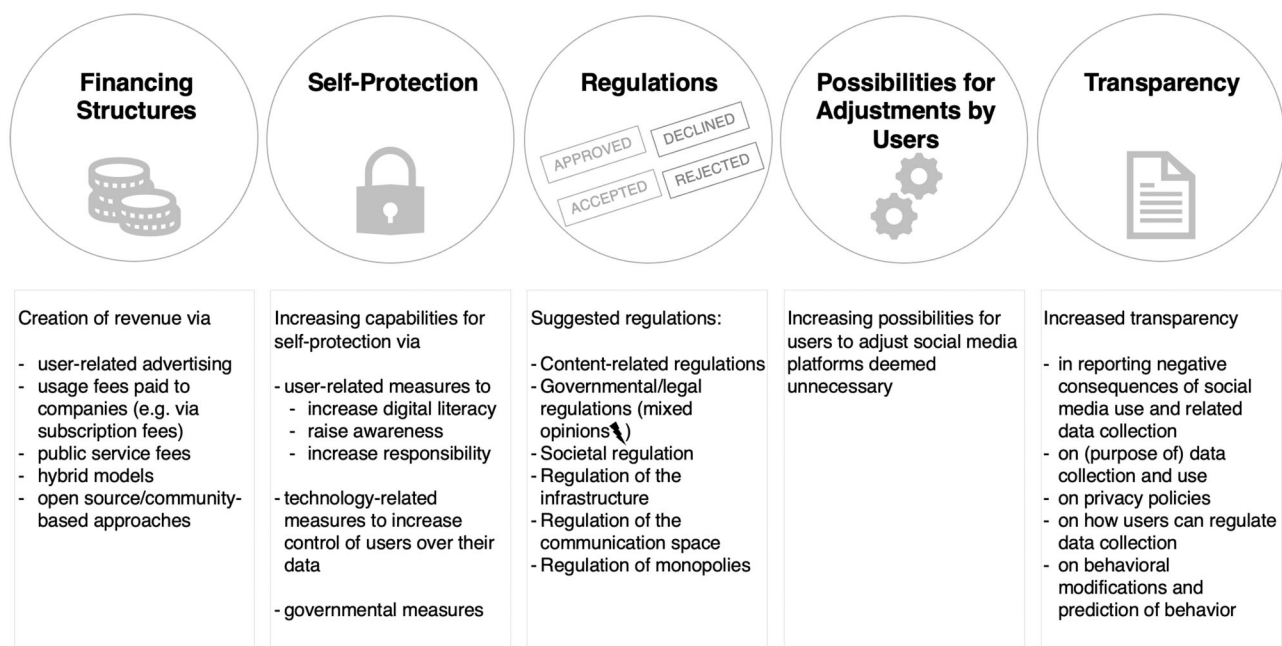 Financing
Structures
Self-Protection
Regulations
APPROVED
DECLINED
ACCEPTED
REJECTED
Possibilities for
Adjustments by
Users
Transparency
Creation of revenue via
- user-related advertising
- usage fees paid to
companies (e.g. via
subscription fees)
- public service fees
- hybrid models
- open source/community-
based approaches
Increasing capabilities for
self-protection via
- user-related measures to
- increase digital literacy
- raise awareness
- increase responsibility
- technology-related
measures to increase
control of users over their
data
- governmental measures
Suggested regulations:
- Content-related regulations
- Governmental/legal
regulations (mixed
opinions)
- Societal regulation
- Regulation of the
infrastructure
- Regulation of the
communication space
- Regulation of monopolies
Increasing possibilities for
users to adjust social media
platforms deemed
unnecessary
Increased transparency
- in reporting negative
consequences of social
media use and related
data collection
- on (purpose of) data
collection and use
- on privacy policies
- on how users can regulate
data collection
- on behavioral
modifications and
prediction of behavior